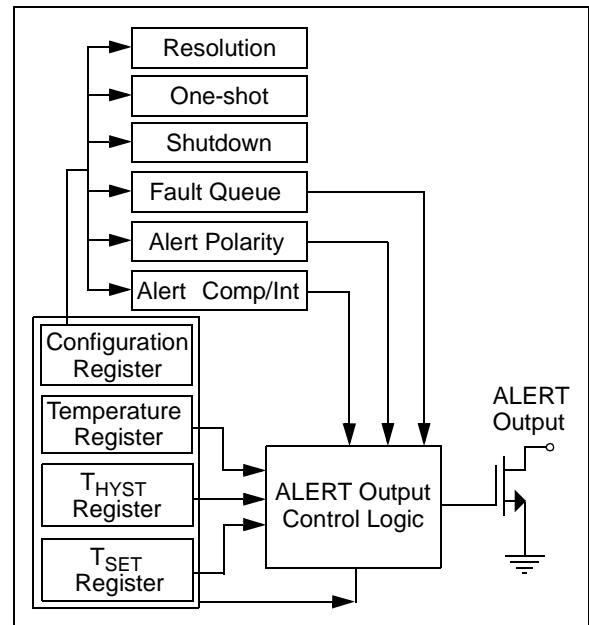 Resolution
One-shot
Shutdown
Fault Queue
Alert Polarity
Alert Comp/Int
Configuration
Register
Temperature
Register
THYST
Register
TSET
Register
ALERT Output
Control Logic
ALERT
Output